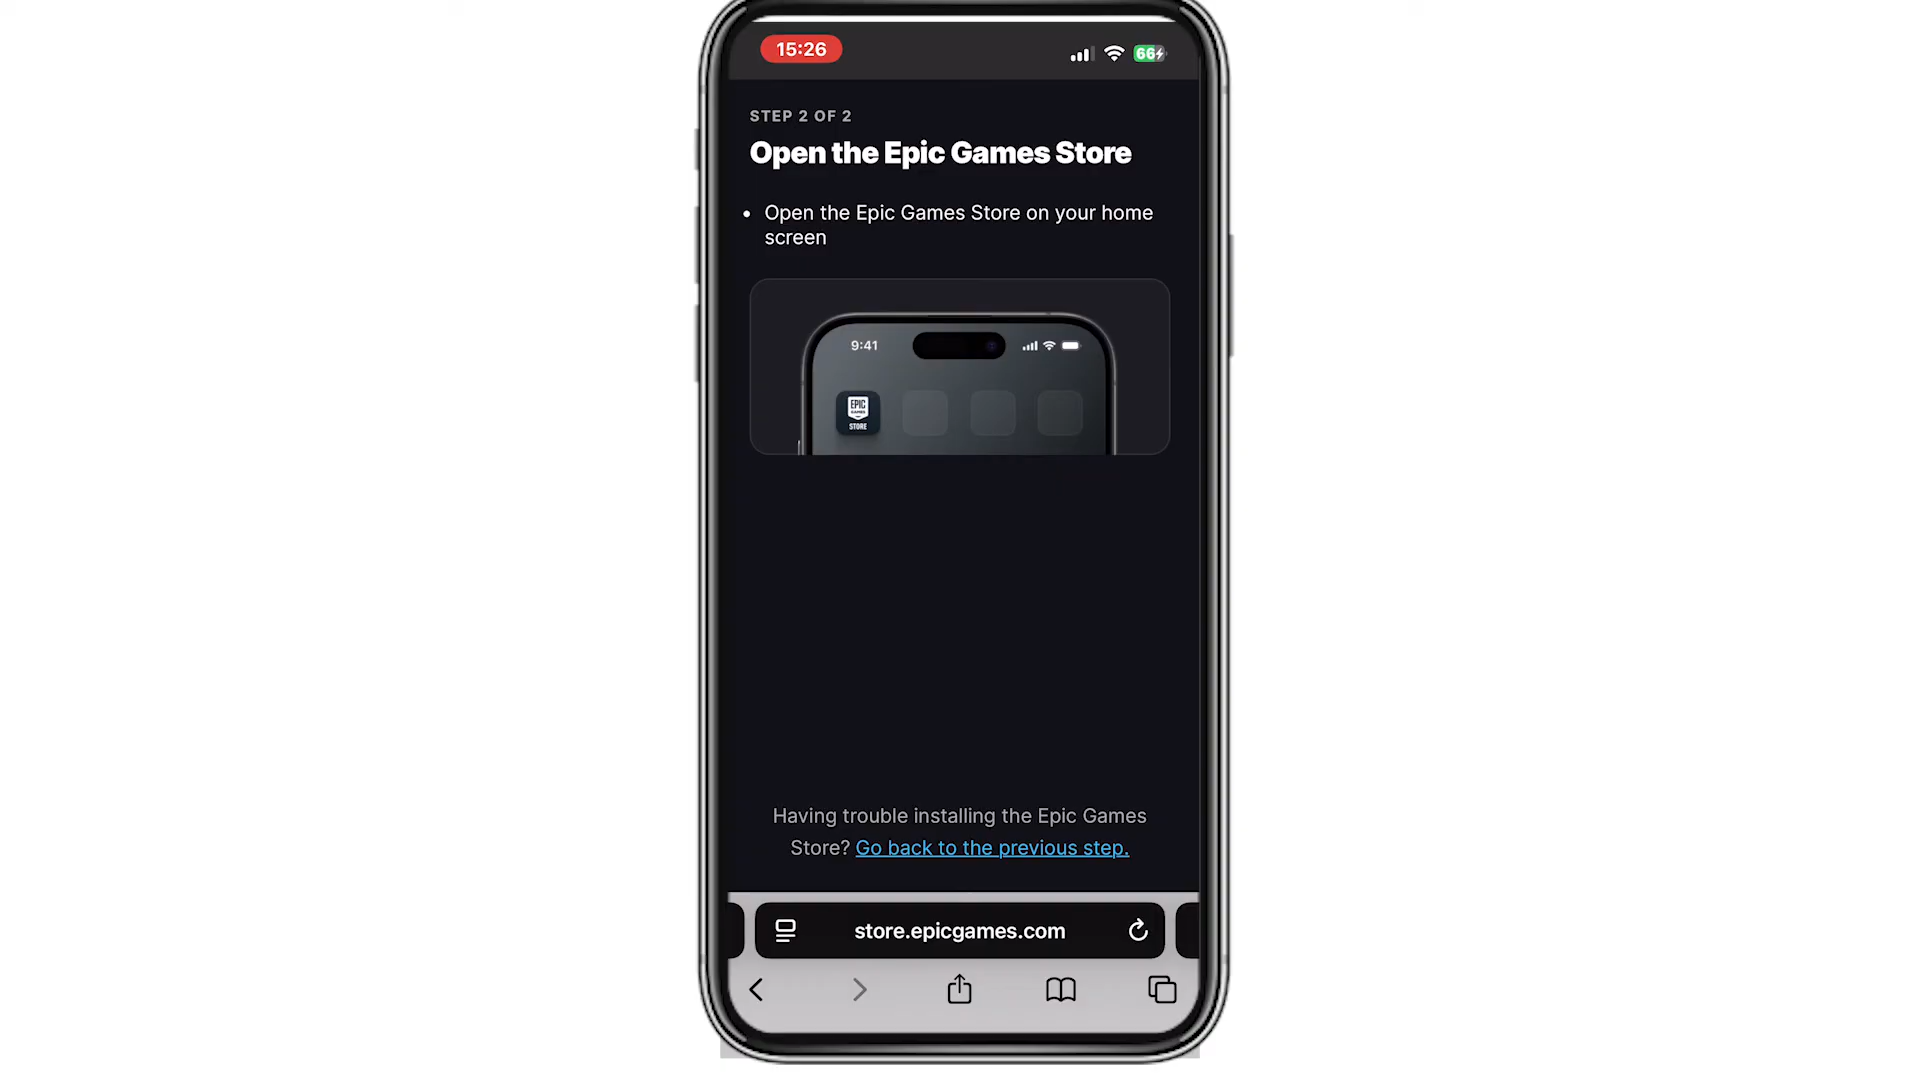 15:26
66
STEP 2 OF 2
Open the Epic Games Store
• Open the Epic Games Store on your home
screen
9:41
EPIC
GAMES
STORE
Having trouble installing the Epic Games
Store? Go back to the previous step.
store.epicgames.com